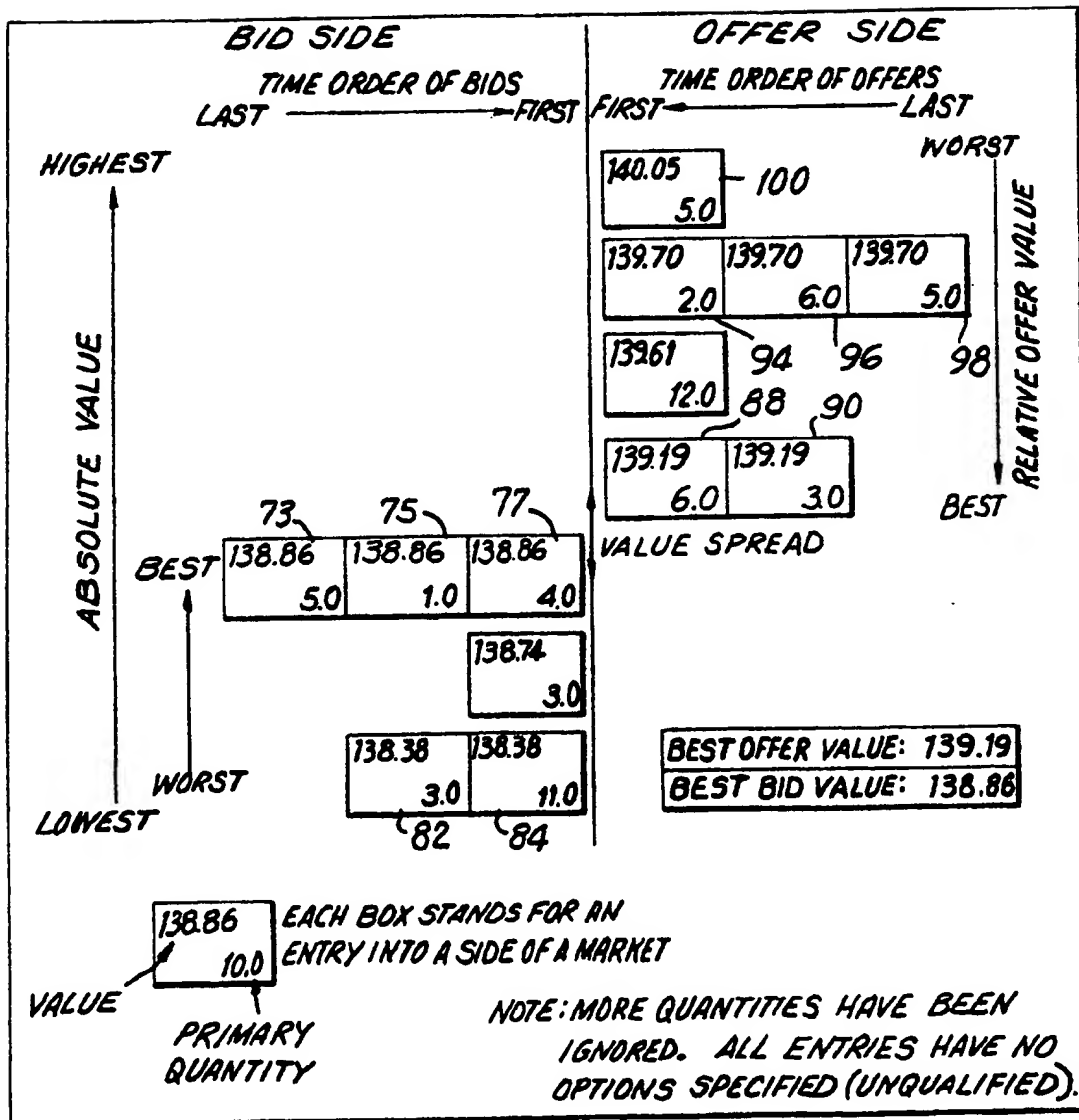 BID SIDE
OFFER SIDE
TIME ORDER OF BIDS
LAST FIRST
TIME ORDER OF OFFERS
FIRST LAST
HIGHEST
ABSOLUTE VALUE
LOWEST
WORST
RELATIVE OFFER VALUE
BEST
140.05
5.0
100
139.70 139.70 139.70
2.0 6.0 5.0
94 96 98
139.61
12.0
88 90
139.19 139.19
6.0 3.0
VALUE SPREAD
73 75 77
BEST
138.86 138.86 138.86
5.0 1.0 4.0
138.74
3.0
WORST
138.38 138.38
3.0 11.0
82 84
BEST OFFER VALUE: 139.19
BEST BID VALUE: 138.86
138.86
10.0
EACH BOX STANDS FOR AN
ENTRY INTO A SIDE OF A MARKET
VALUE
PRIMARY
QUANTITY
NOTE: MORE QUANTITIES HAVE BEEN
IGNORED. ALL ENTRIES HAVE NO
OPTIONS SPECIFIED (UNQUALIFIED).